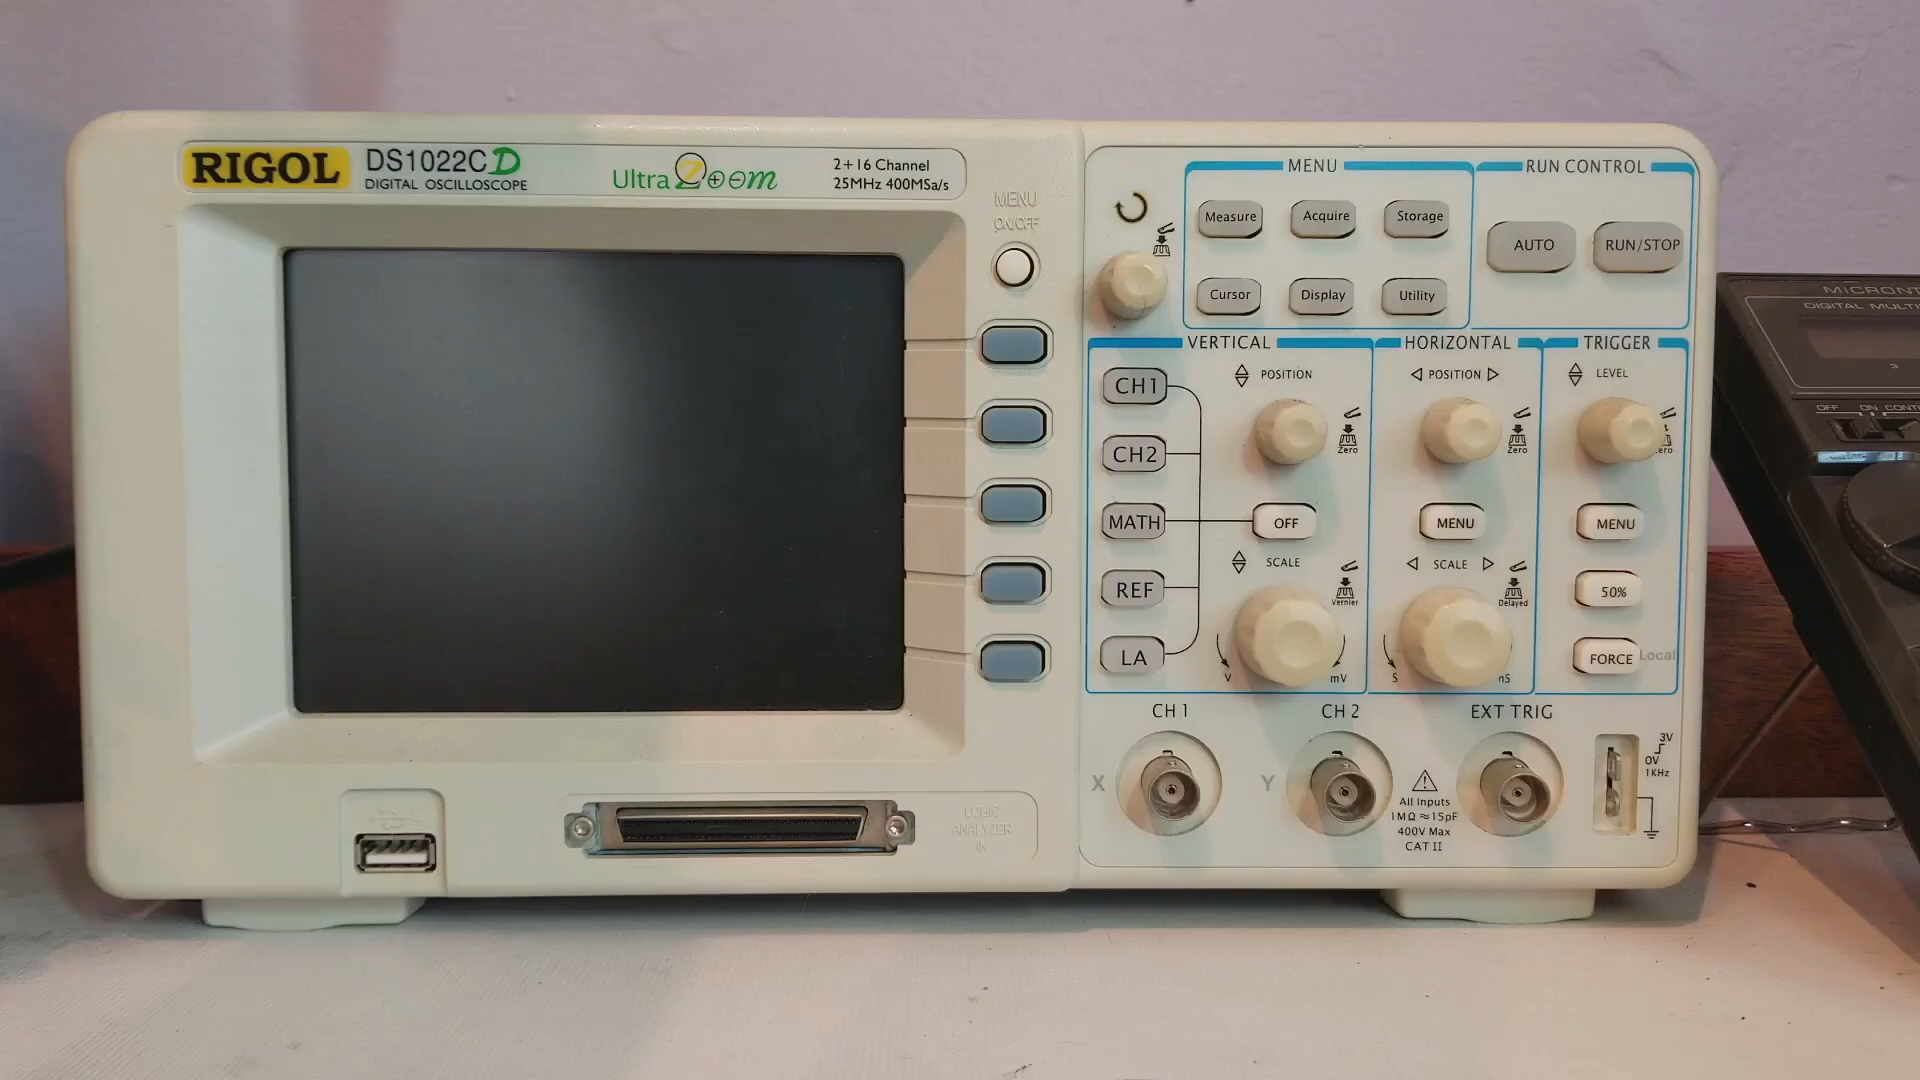 RIGOL
DS1022CD
DIGITAL OSCILLOSCOPE
UltraZoom
2+16 Channel
25MHz 400MSa/s
MENU
ON/OFF
MENU
Measure
Acquire
Storage
Cursor
Display
Utility
RUN CONTROL
AUTO
RUN/STOP
VERTICAL
CH1
CH2
MATH
REF
LA
POSITION
Zero
OFF
SCALE
Vernier
V
mV
HORIZONTAL
POSITION
Zero
MENU
SCALE
Delayed
S
nS
TRIGGER
LEVEL
MENU
50%
FORCE
Local
CH 1
X
CH 2
Y
EXT TRIG
All Inputs
1MΩ≈15pF
400V Max
CAT II
3V
0V
1KHz
LOGIC
ANALYZER
IN
DIGITAL
OFF
ON